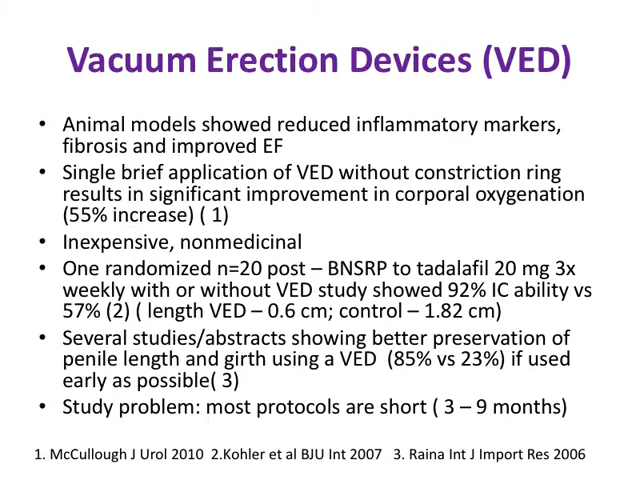 Vacuum Erection Devices (VED)
• Animal models showed reduced inflammatory markers,
fibrosis and improved EF
• Single brief application of VED without constriction ring
results in significant improvement in corporal oxygenation
(55% increase) ( 1)
• Inexpensive, nonmedicinal
• One randomized n=20 post – BNSRP to tadalafil 20 mg 3x
weekly with or without VED study showed 92% IC ability vs
57% (2) ( length VED – 0.6 cm; control – 1.82 cm)
• Several studies/abstracts showing better preservation of
penile length and girth using a VED  (85% vs 23%) if used
early as possible( 3)
• Study problem: most protocols are short ( 3 – 9 months)
1. McCullough J Urol 2010  2.Kohler et al BJU Int 2007   3. Raina Int J Import Res 2006